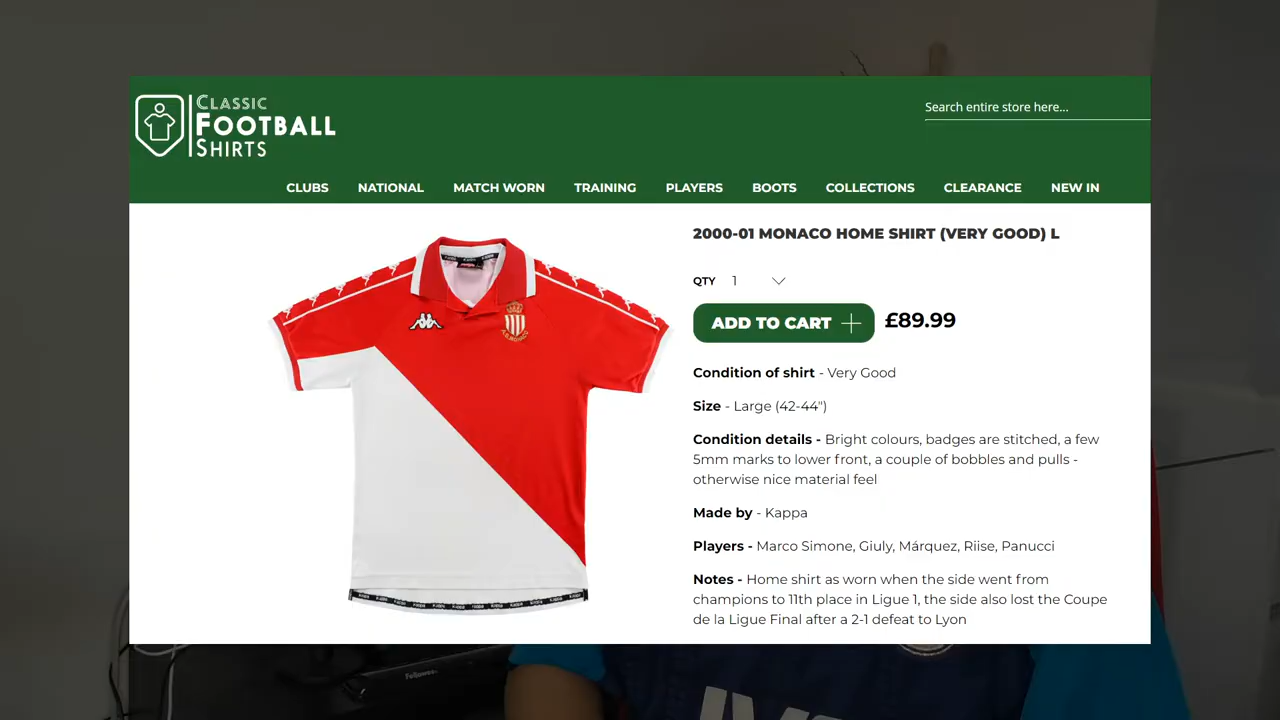 CLASSIC
FOOTBALL
SHIRTS
Search entire store here...
CLUBS NATIONAL MATCH WORN TRAINING PLAYERS BOOTS COLLECTIONS CLEARANCE NEW IN
2000-01 MONACO HOME SHIRT (VERY GOOD) L
QTY 1
ADD TO CART £89.99
Condition of shirt - Very Good
Size - Large (42-44")
Condition details - Bright colours, badges are stitched, a few
5mm marks to lower front, a couple of bobbles and pulls -
otherwise nice material feel
Made by - Kappa
Players - Marco Simone, Giuly, Márquez, Riise, Panucci
Notes - Home shirt as worn when the side went from
champions to 11th place in Ligue 1, the side also lost the Coupe
de la Ligue Final after a 2-1 defeat to Lyon
Fellowes